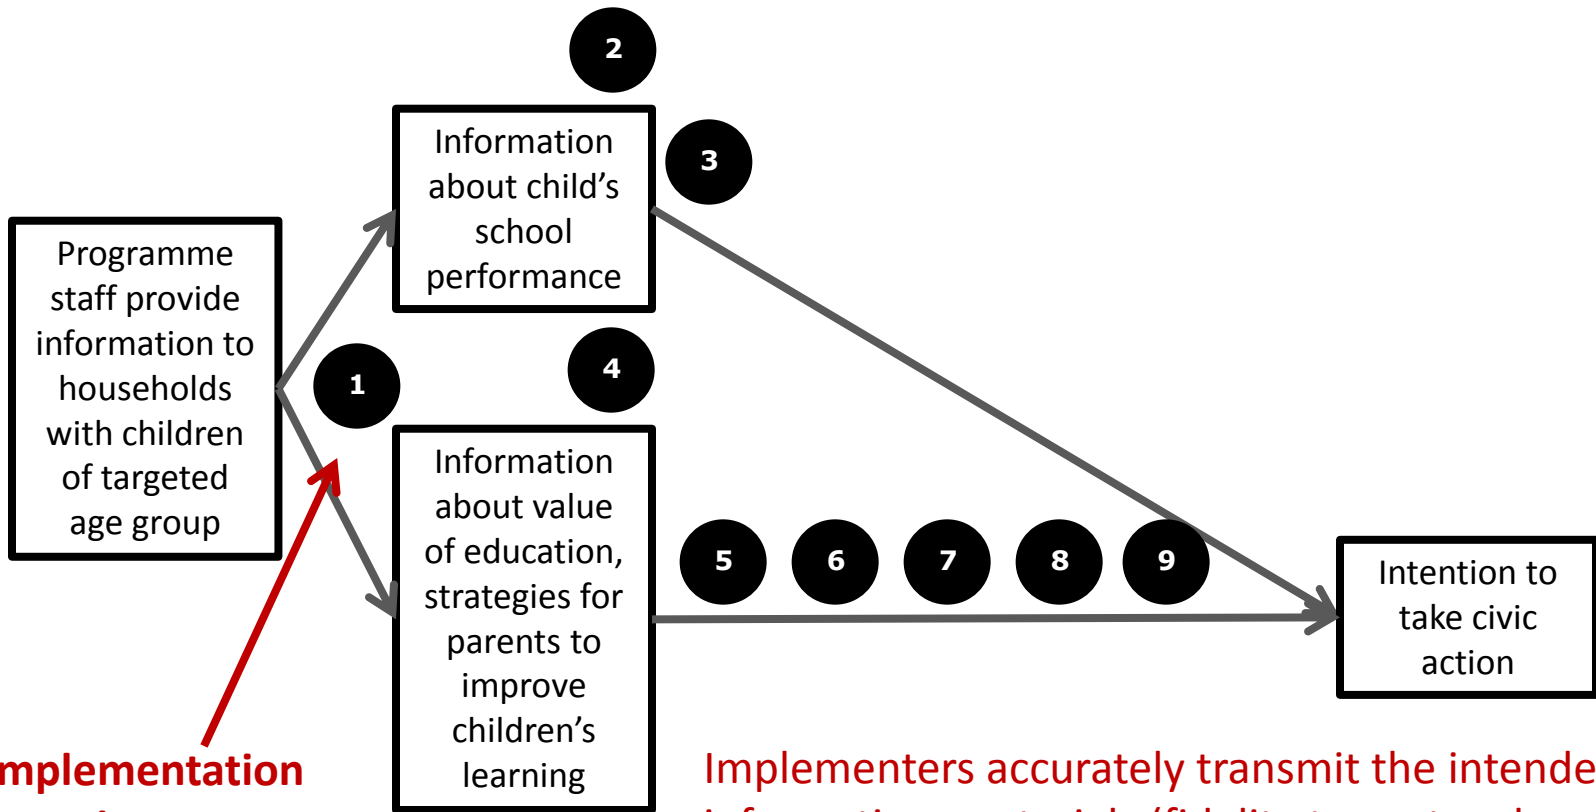 2
Information
about child's
school
performance
3
Programme
staff provide
information to
households
with children
of targeted
age group
1
4
Information
about value
of education,
strategies for
parents to
improve
children's
learning
5
6
7
8
9
Intention to
take civic
action
mplementation
Implementers accurately transmit the intende